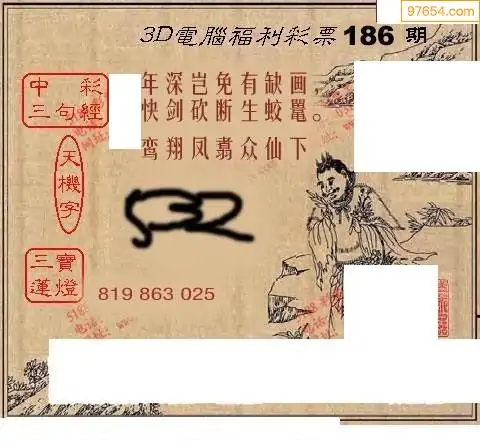 97654.com
3D電腦福利彩票 186 期
中彩
三句經
年深岂免有缺画
快剑砍断生蛟鼍。
鸾翔凤翥众仙下
天機字
三寶
蓮燈
819 863 025